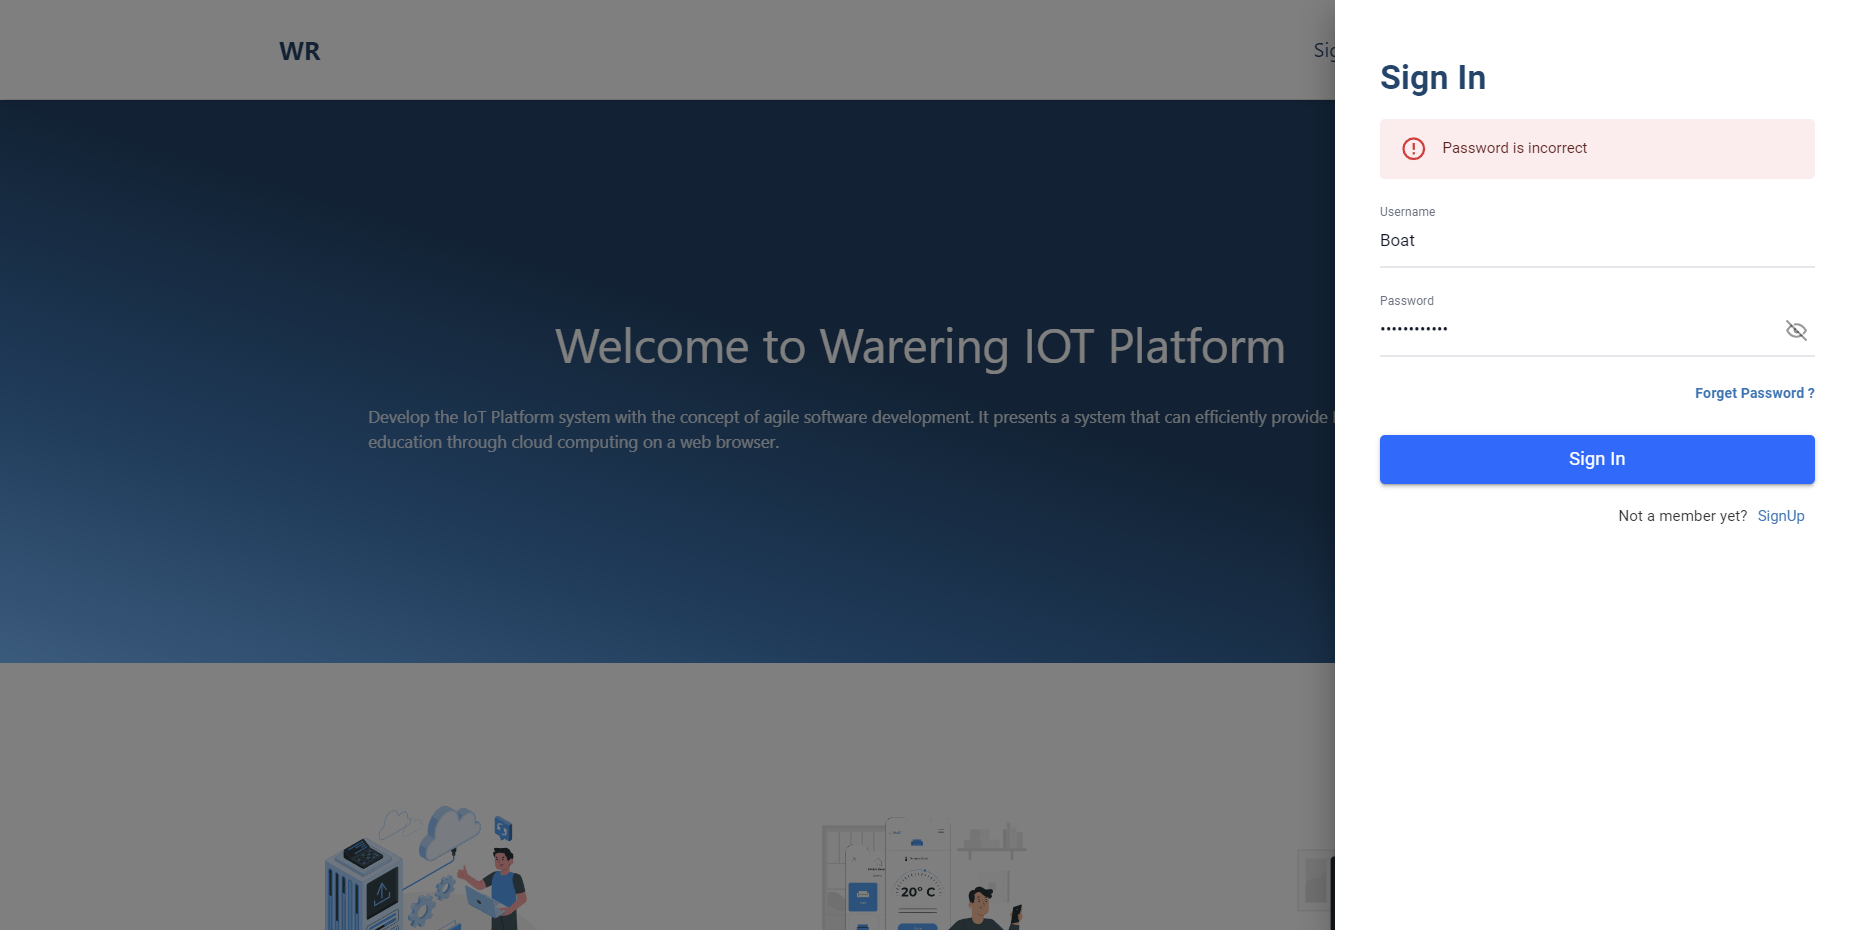 WR
Welcome to Warering IOT Platform
Develop the IoT Platform system with the concept of agile software development. It presents a system that can efficiently provide
education through cloud computing on a web browser.
20° C
Sign In
Password is incorrect
Username
Boat
Password
••••••••••••
Forget Password ?
Sign In
Not a member yet? SignUp